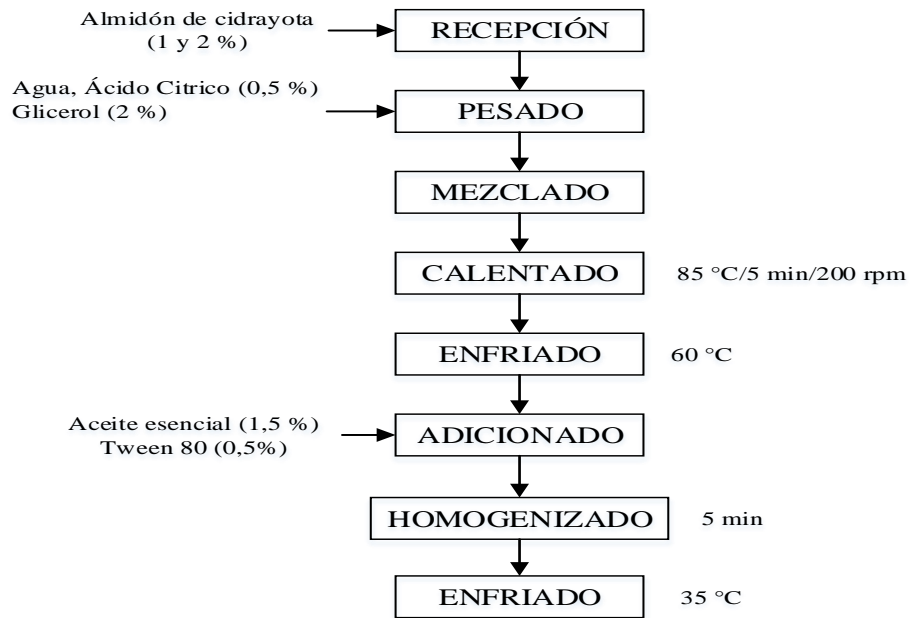 Almidón de cidrayota
(1 y 2 %)
RECEPCIÓN
Agua, Ácido Citrico (0,5 %)
Glicerol (2 %)
PESADO
MEZCLADO
CALENTADO
85 °C/5 min/200 rpm
ENFRIADO
60 °C
Aceite esencial (1,5 %)
Tween 80 (0,5%)
ADICIONADO
HOMOGENIZADO
5 min
ENFRIADO
35 °C